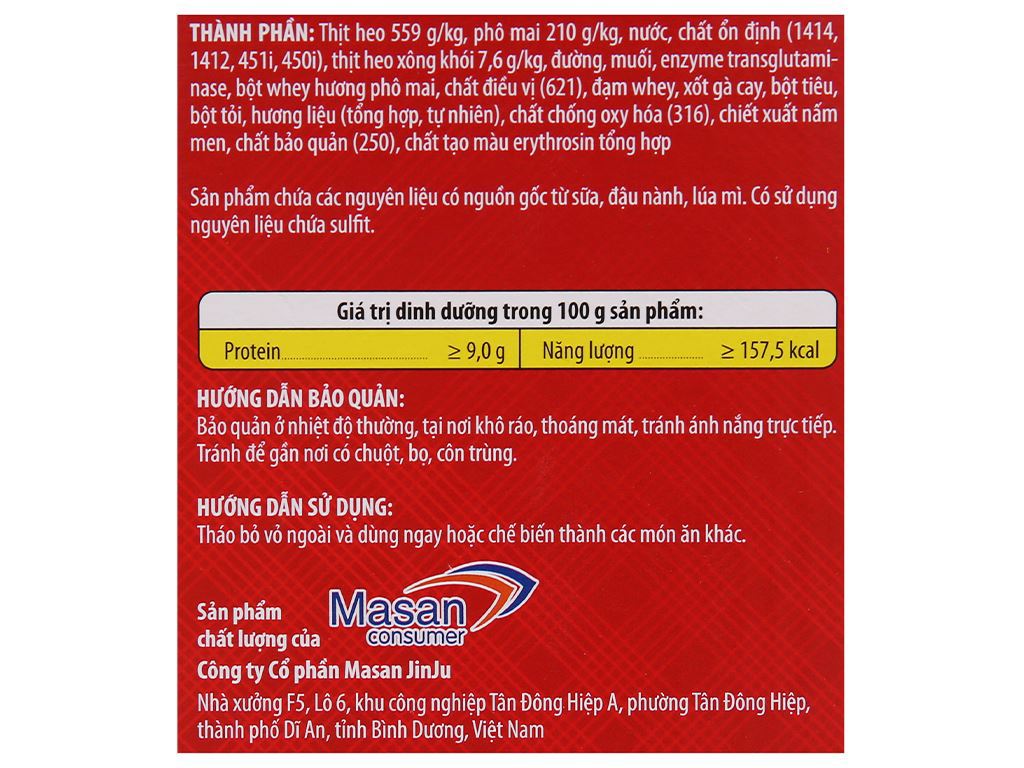 THÀNH PHẦN: Thịt heo 559 g/kg, phô mai 210 g/kg, nước, chất ổn định (1414,
1412, 451i, 450i), thịt heo xông khói 7,6 g/kg, đường, muối, enzyme transglutami-
nase, bột whey hương phô mai, chất điều vị (621), đạm whey, xốt gà cay, bột tiêu,
bột tỏi, hương liệu (tổng hợp, tự nhiên), chất chống oxy hóa (316), chiết xuất nấm
men, chất bảo quản (250), chất tạo màu erythrosin tổng hợp
Sản phẩm chứa các nguyên liệu có nguồn gốc từ sữa, đậu nành, lúa mì. Có sử dụng
nguyên liệu chứa sulfit.
Giá trị dinh dưỡng trong 100 g sản phẩm:
Protein........................................ ≥ 9,0 g Năng lượng .................. ≥ 157,5 kcal
HƯỚNG DẪN BẢO QUẢN:
Bảo quản ở nhiệt độ thường, tại nơi khô ráo, thoáng mát, tránh ánh nắng trực tiếp.
Tránh để gần nơi có chuột, bọ, côn trùng.
HƯỚNG DẪN SỬ DỤNG:
Tháo bỏ vỏ ngoài và dùng ngay hoặc chế biến thành các món ăn khác.
Sản phẩm
chất lượng của
Masan
consumer
Công ty Cổ phần Masan JinJu
Nhà xưởng F5, Lô 6, khu công nghiệp Tân Đông Hiệp A, phường Tân Đông Hiệp,
thành phố Dĩ An, tỉnh Bình Dương, Việt Nam